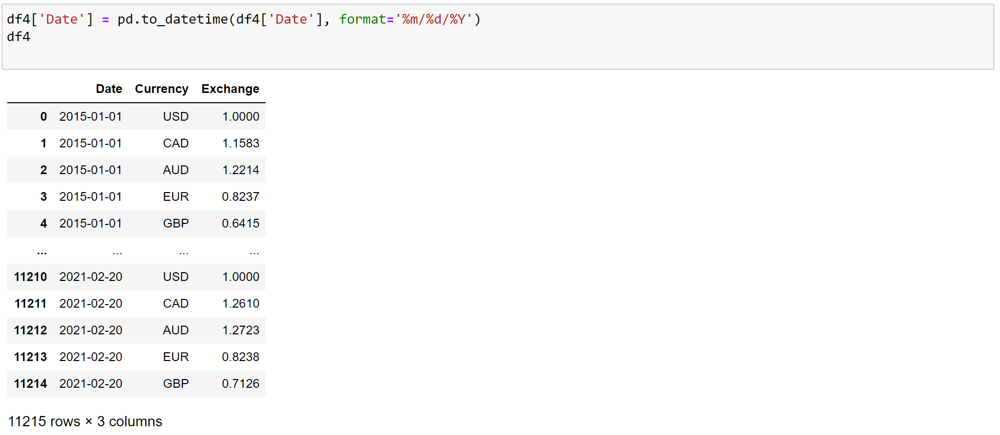 df4['Date'] = pd.to_datetime(df4['Date'], format='%m/%d/%Y')
df4
Date Currency Exchange
0 2015-01-01 USD 1.0000
1 2015-01-01 CAD 1.1583
2 2015-01-01 AUD 1.2214
3 2015-01-01 EUR 0.8237
4 2015-01-01 GBP 0.6415
... ... ... ...
11210 2021-02-20 USD 1.0000
11211 2021-02-20 CAD 1.2610
11212 2021-02-20 AUD 1.2723
11213 2021-02-20 EUR 0.8238
11214 2021-02-20 GBP 0.7126
11215 rows × 3 columns